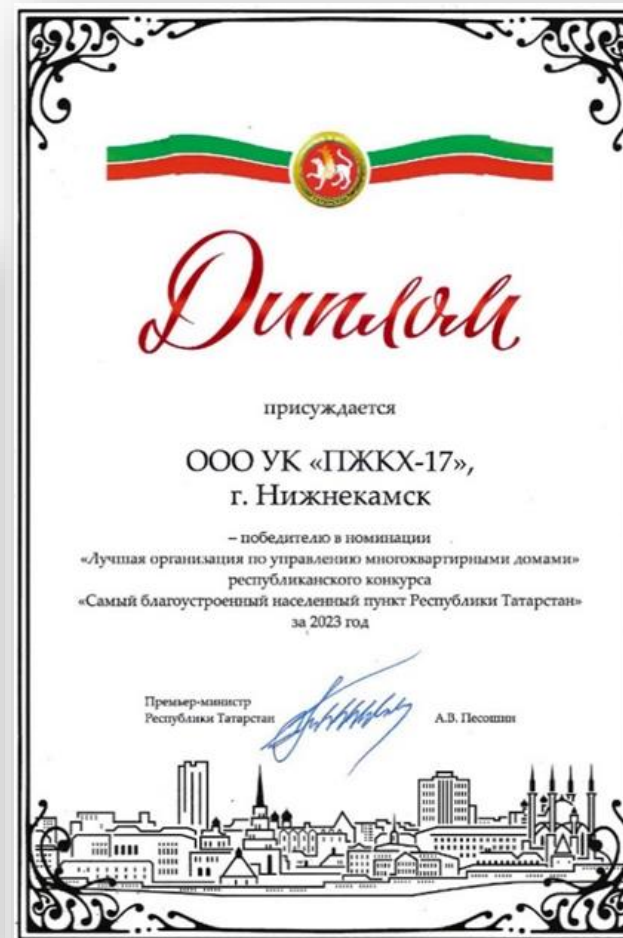 Диплом
присуждается
ООО УК «ПЖКХ-17»,
г. Нижнекамск
– победителю в номинации
«Лучшая организация по управлению многоквартирными домами»
республиканского конкурса
«Самый благоустроенный населенный пункт Республики Татарстан»
за 2023 год
Премьер-министр
Республики Татарстан
А.В. Песошин